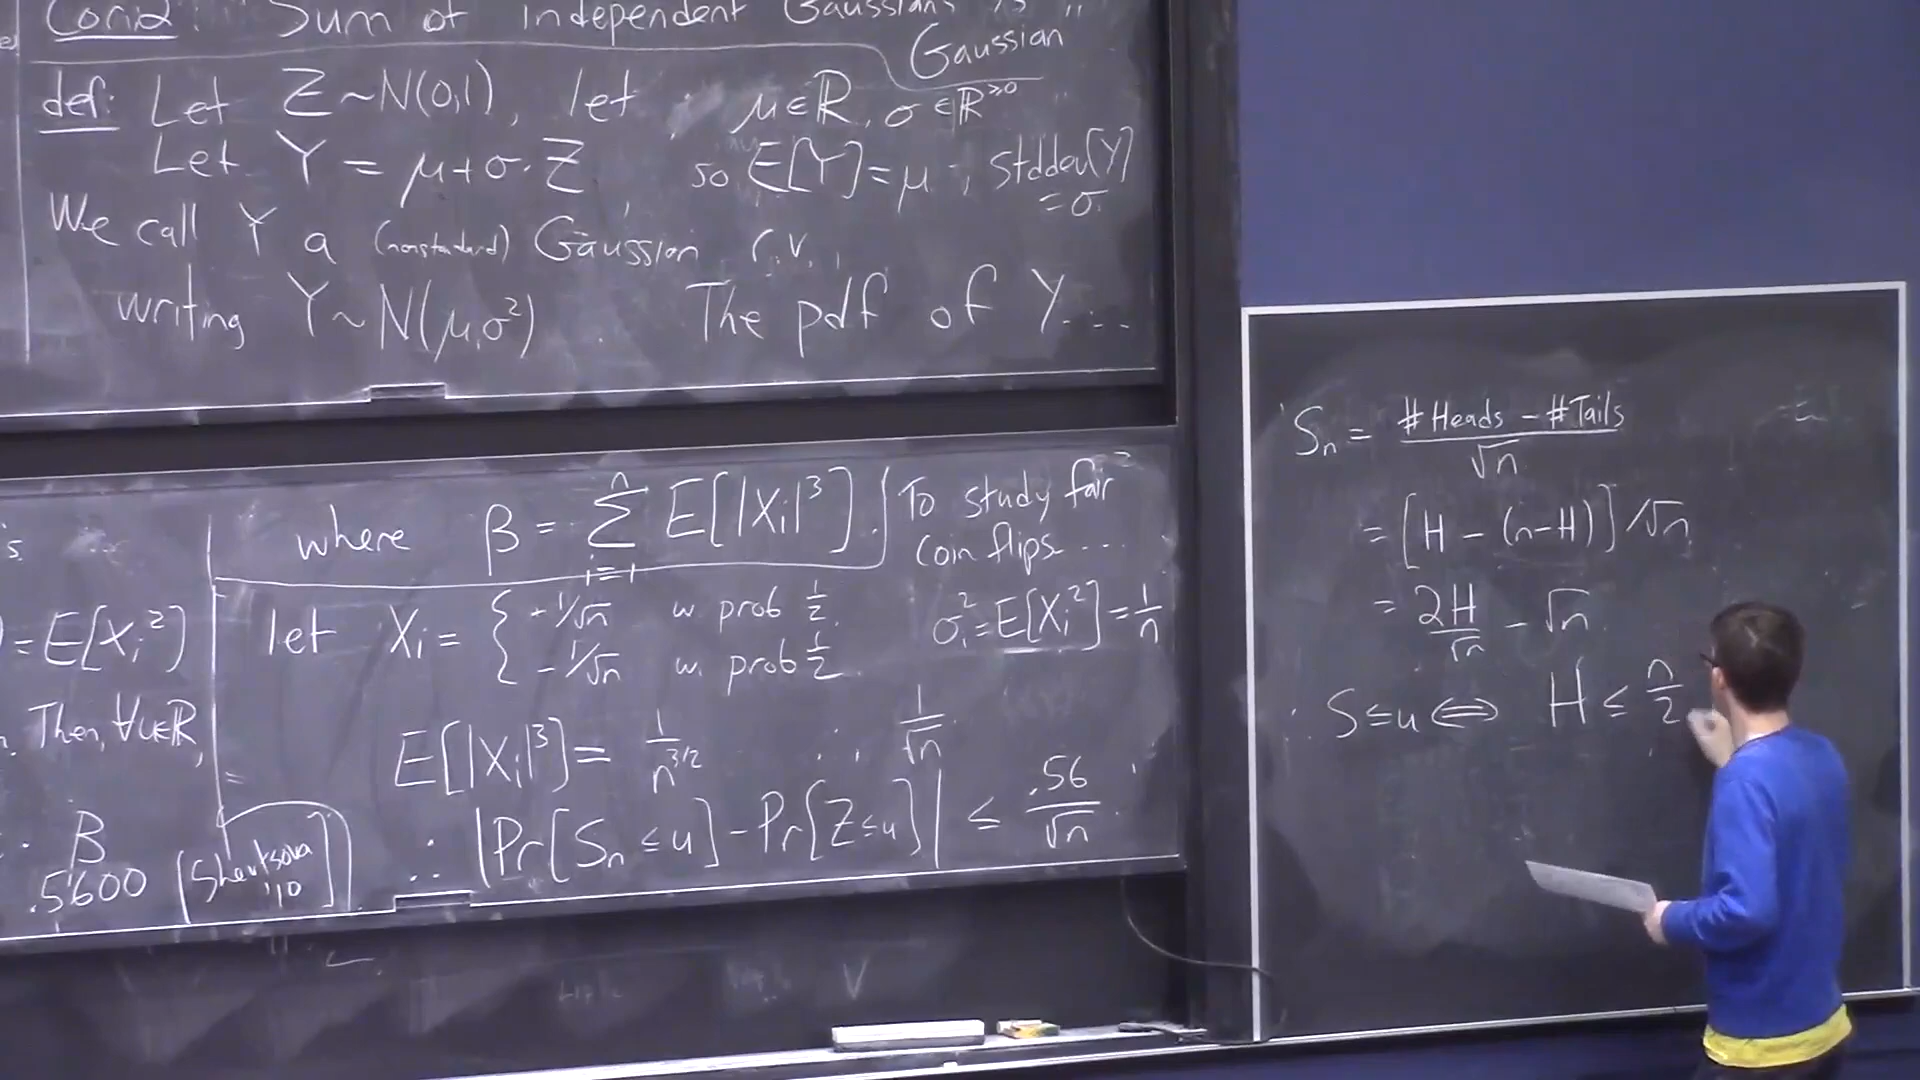 Corid: Sum of independent Gaussians is
Gaussian
def: Let Z ~ N(0,1), let μ∈ℝ, σ∈ℝ^≥0
Let Y = μ+σ·Z, so E[Y]=μ, stddev[Y]
=σ.
We call Y a (nonstandard) Gaussian r.v.,
writing Y~N(μ,σ²) The pdf of Y....
)=E[Xᵢ²]
Then, ∀u∈ℝ,
· β
.5600 [Shevtsova
'10]
where β = Σ_{i=1}^{n} E[|Xᵢ|³].
To study fair
coin flips....
let Xᵢ = { +1/√n w. prob ½.
-1/√n w. prob ½.
σᵢ²=E[Xᵢ²]=1/n
E[|Xᵢ|³]= 1/n^{3/2} ∴ 1/√n
∴ |Pr[Sₙ≤u]-Pr[Z≤u]| ≤ .56/√n.
Sₙ = (#Heads - #Tails)/√n
= [H - (n-H)]/√n
= 2H/√n - √n
∴ S≤u ⟺ H ≤ n/2